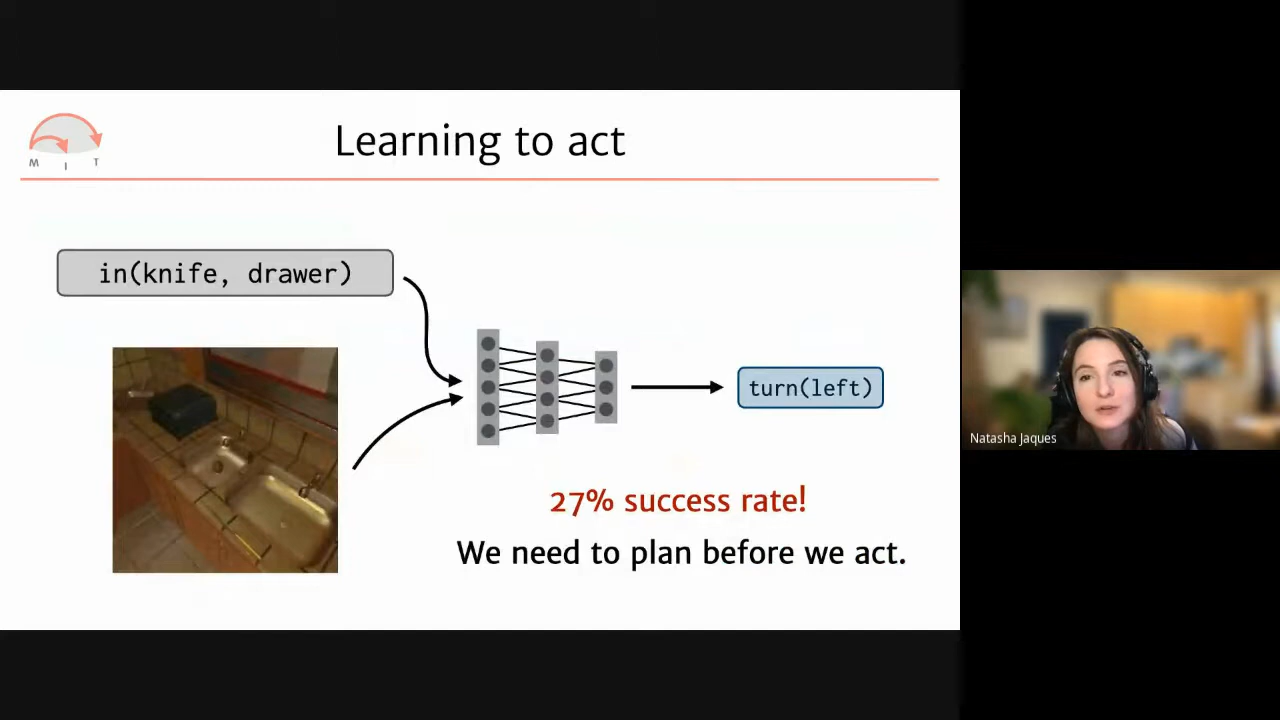 Learning to act
M I T
in(knife, drawer)
turn(left)
27% success rate!
We need to plan before we act.
Natasha Jaques